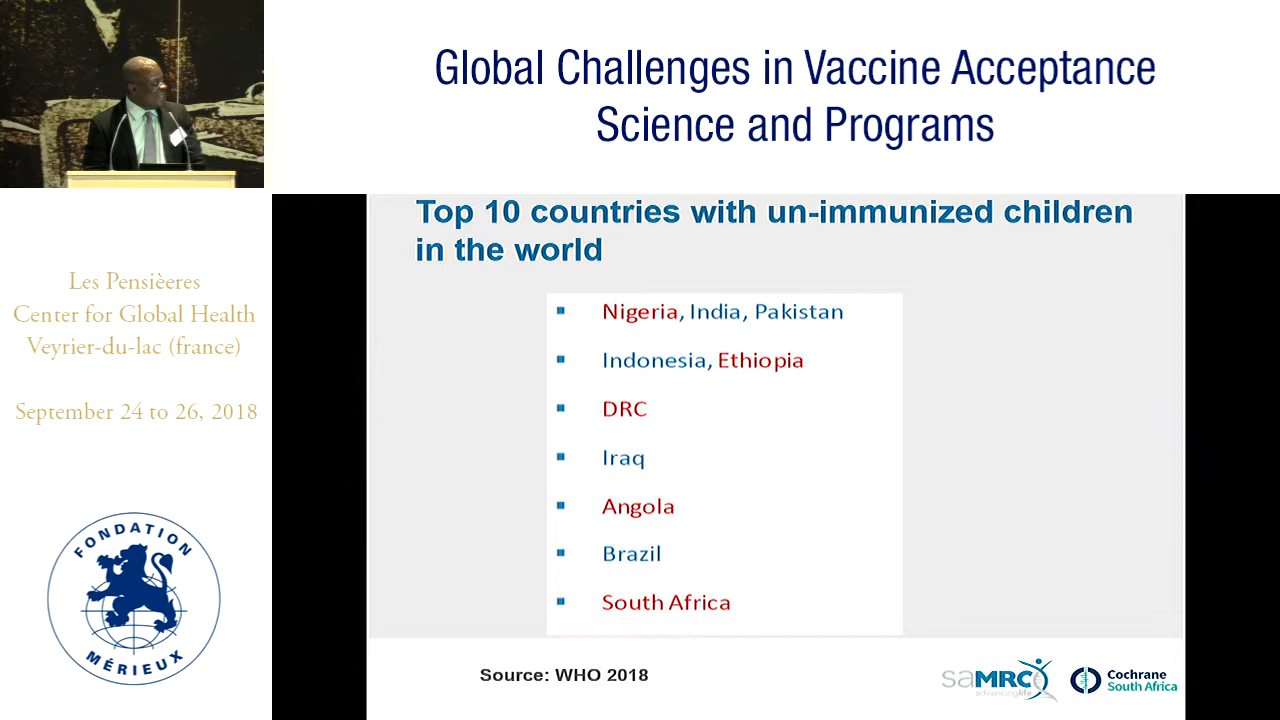 Global Challenges in Vaccine Acceptance
Science and Programs
Les Pensièeres
Center for Global Health
Veyrier-du-lac (france)
September 24 to 26, 2018
FONDATION
MÉRIEUX
Top 10 countries with un-immunized children
in the world
Nigeria, India, Pakistan
Indonesia, Ethiopia
DRC
Iraq
Angola
Brazil
South Africa
Source: WHO 2018
saMRC
advancinglife
Cochrane
South Africa